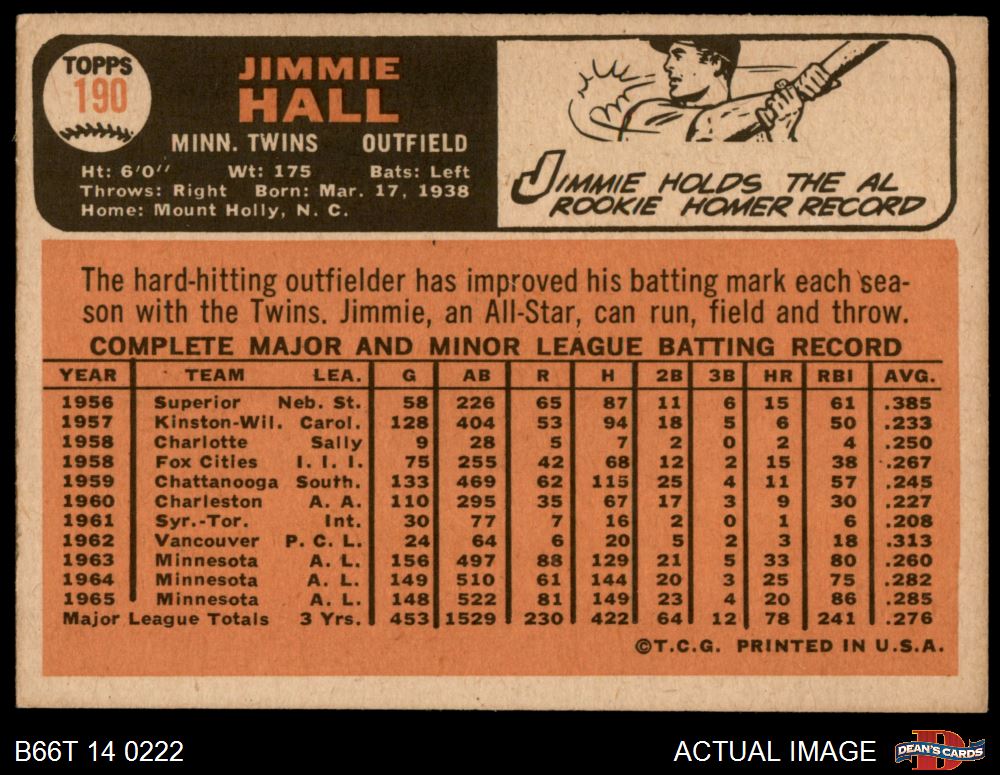 TOPPS
190
JIMMIE
HALL
MINN. TWINS OUTFIELD
Ht: 6'0" Wt: 175 Bats: Left
Throws: Right Born: Mar. 17, 1938
Home: Mount Holly, N. C.
JIMMIE HOLDS THE AL
ROOKIE HOMER RECORD
The hard-hitting outfielder has improved his batting mark each sea-
son with the Twins. Jimmie, an All-Star, can run, field and throw.
COMPLETE MAJOR AND MINOR LEAGUE BATTING RECORD
YEAR TEAM LEA. G AB R H 2B 3B HR RBI AVG.
1956 Superior Neb. St. 58 226 65 87 11 6 15 61 .385
1957 Kinston-Wil. Carol. 128 404 53 94 18 5 6 50 .233
1958 Charlotte Sally 9 28 5 7 2 0 2 4 .250
1958 Fox Cities I. I. I. 75 255 42 68 12 2 15 38 .267
1959 Chattanooga South. 133 469 62 115 25 4 11 57 .245
1960 Charleston A. A. 110 295 35 67 17 3 9 30 .227
1961 Syr.-Tor. Int. 30 77 7 16 2 0 1 6 .208
1962 Vancouver P. C. L. 24 64 6 20 5 2 3 18 .313
1963 Minnesota A. L. 156 497 88 129 21 5 33 80 .260
1964 Minnesota A. L. 149 510 61 144 20 3 25 75 .282
1965 Minnesota A. L. 148 522 81 149 23 4 20 86 .285
Major League Totals 3 Yrs. 453 1529 230 422 64 12 78 241 .276
©T.C.G. PRINTED IN U.S.A.
B66T 14 0222
ACTUAL IMAGE
DEAN'S CARDS